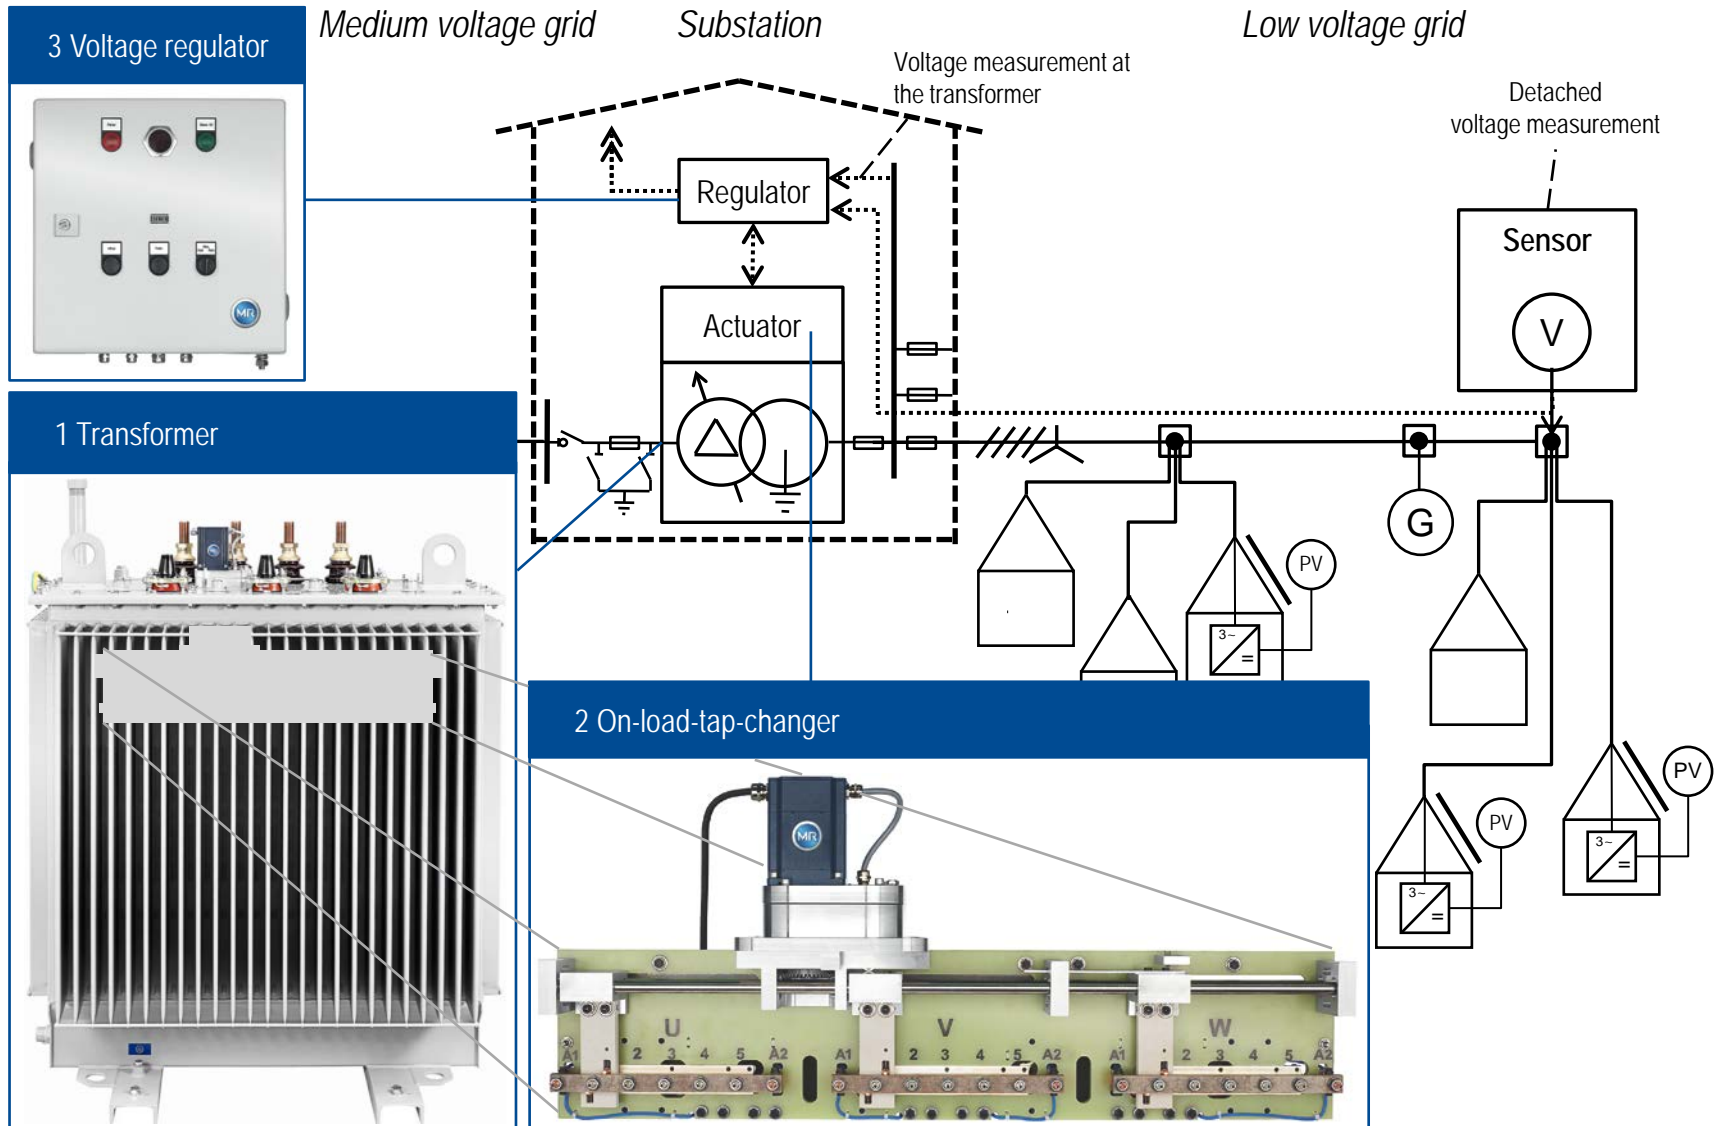 3 Voltage regulator
Medium voltage grid
Substation
Low voltage grid
Voltage measurement at
the transformer
Detached
voltage measurement
Regulator
Sensor
V
Actuator
MR
1 Transformer
G
PV
3~
=
2 On-load-tap-changer
PV
3~
=
PV
3~
=
MR
U
V
W
A1 2 3 4 5 A2
A1 2 3 4 5 A2
A1 2 3 4 5 A2